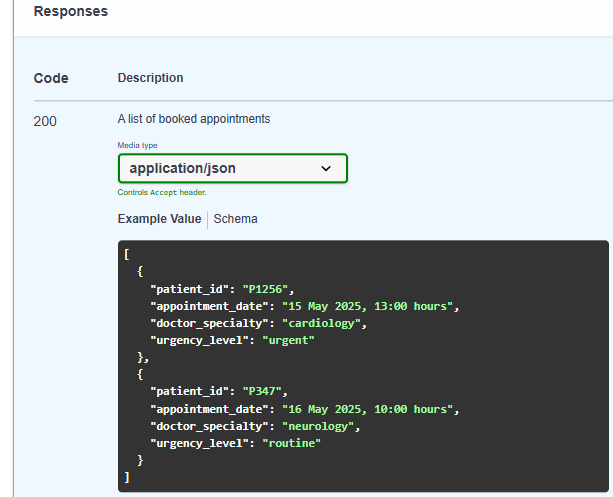 Responses
Code Description
200 A list of booked appointments
Media type
application/json
Controls Accept header.
Example Value Schema
[
  {
    "patient_id": "P1256",
    "appointment_date": "15 May 2025, 13:00 hours",
    "doctor_specialty": "cardiology",
    "urgency_level": "urgent"
  },
  {
    "patient_id": "P347",
    "appointment_date": "16 May 2025, 10:00 hours",
    "doctor_specialty": "neurology",
    "urgency_level": "routine"
  }
]